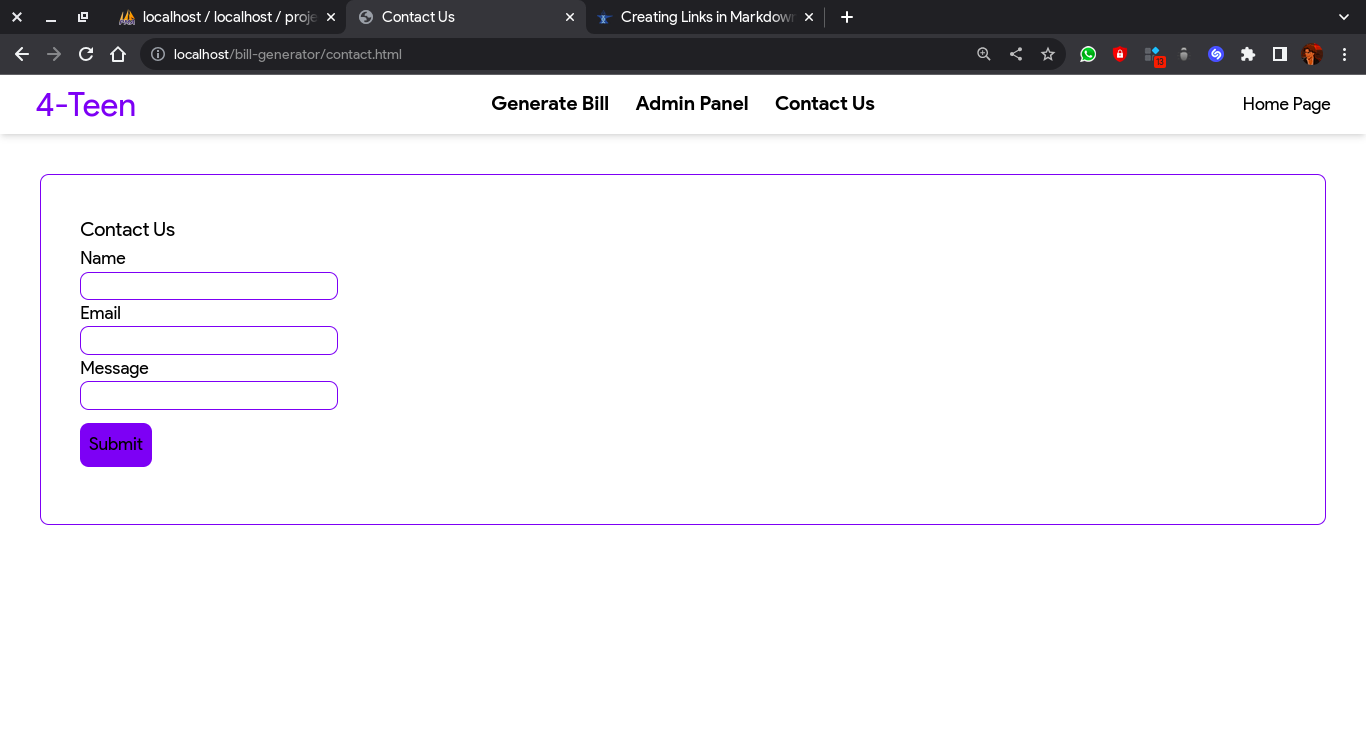 localhost / localhost / proje
Contact Us
Creating Links in Markdown
localhost/bill-generator/contact.html
13
4-Teen
Generate Bill
Admin Panel
Contact Us
Home Page
Contact Us
Name
Email
Message
Submit